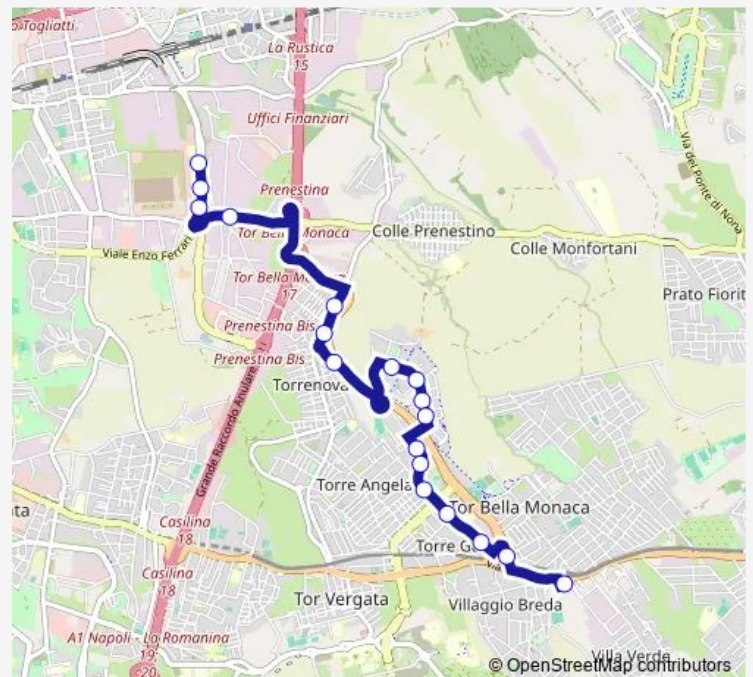 Togliatti
La Rustica
15
Uffici Finanziari
Via del Ponte di Nona
Prenestina
Colle Prenestino
Tor Bella Monaca
Viale Enzo Ferrari
Colle Monfortani
Tor Bella M
17
Prato Fiorit
Prenestina Bis
Prenestina Bis
Torrenova
Grande Raccordo Anulare
Torre Angela
Tor Bella Monaca
ta
Casilina
18
Torre G
Via
Casilina
18
Tor Vergata
Villaggio Breda
A1 Napoli - La Romanina
19
20
Villa Verde
© OpenStreetMap contributors